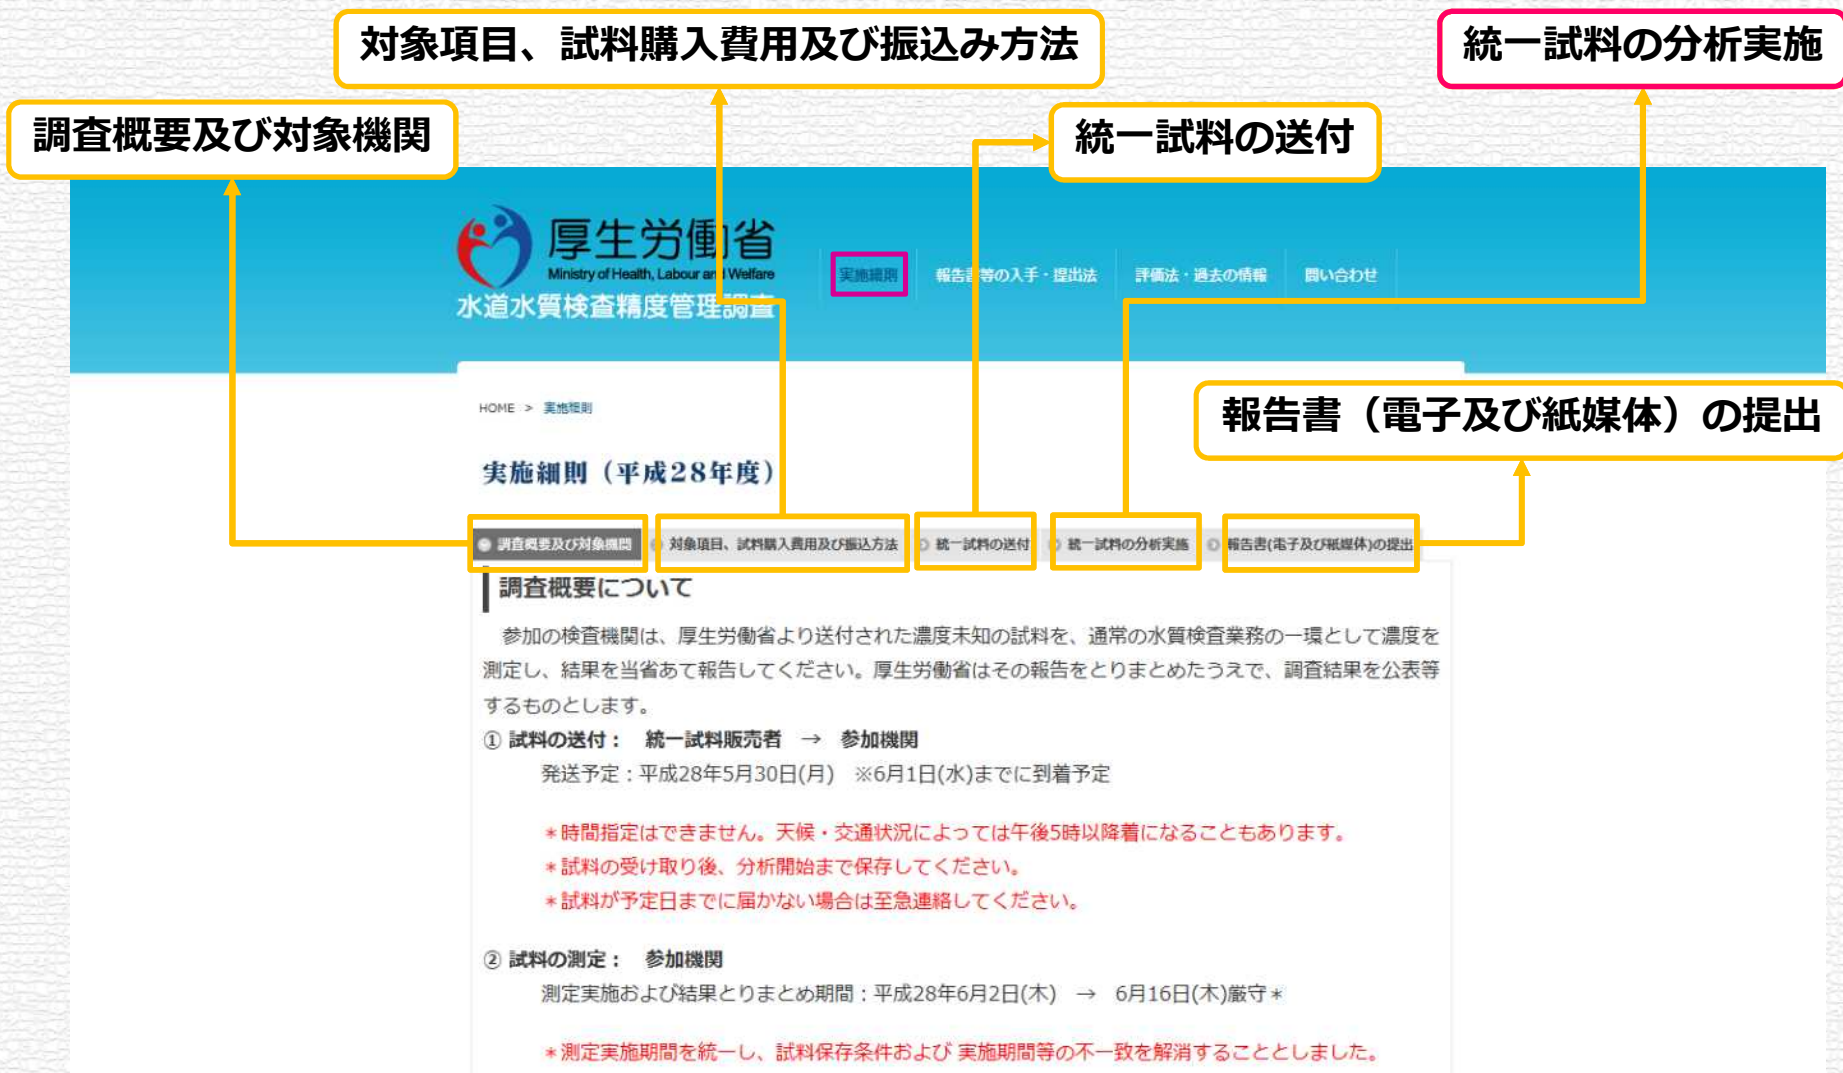 対象項目、試料購入費用及び振込み方法
統一試料の分析実施
調査概要及び対象機関
統一試料の送付
厚生労働省
Ministry of Health, Labour and Welfare
水道水質検査精度管理調査
実施細則
報告書等の入手・提出法
評価法・過去の情報
問い合わせ
HOME > 実施細則
報告書（電子及び紙媒体）の提出
実施細則（平成28年度）
調査概要及び対象機関
対象項目、試料購入費用及び振込方法
統一試料の送付
統一試料の分析実施
報告書(電子及び紙媒体)の提出
調査概要について
参加の検査機関は、厚生労働省より送付された濃度未知の試料を、通常の水質検査業務の一環として濃度を
測定し、結果を当省あて報告してください。厚生労働省はその報告をとりまとめたうえで、調査結果を公表等
するものとします。
① 試料の送付： 統一試料販売者 → 参加機関
発送予定：平成28年5月30日(月) ※6月1日(水)までに到着予定
＊時間指定はできません。天候・交通状況によっては午後5時以降着になることもあります。
＊試料の受け取り後、分析開始まで保存してください。
＊試料が予定日までに届かない場合は至急連絡してください。
② 試料の測定： 参加機関
測定実施および結果とりまとめ期間：平成28年6月2日(木) → 6月16日(木)厳守＊
＊測定実施期間を統一し、試料保存条件および 実施期間等の不一致を解消することとしました。